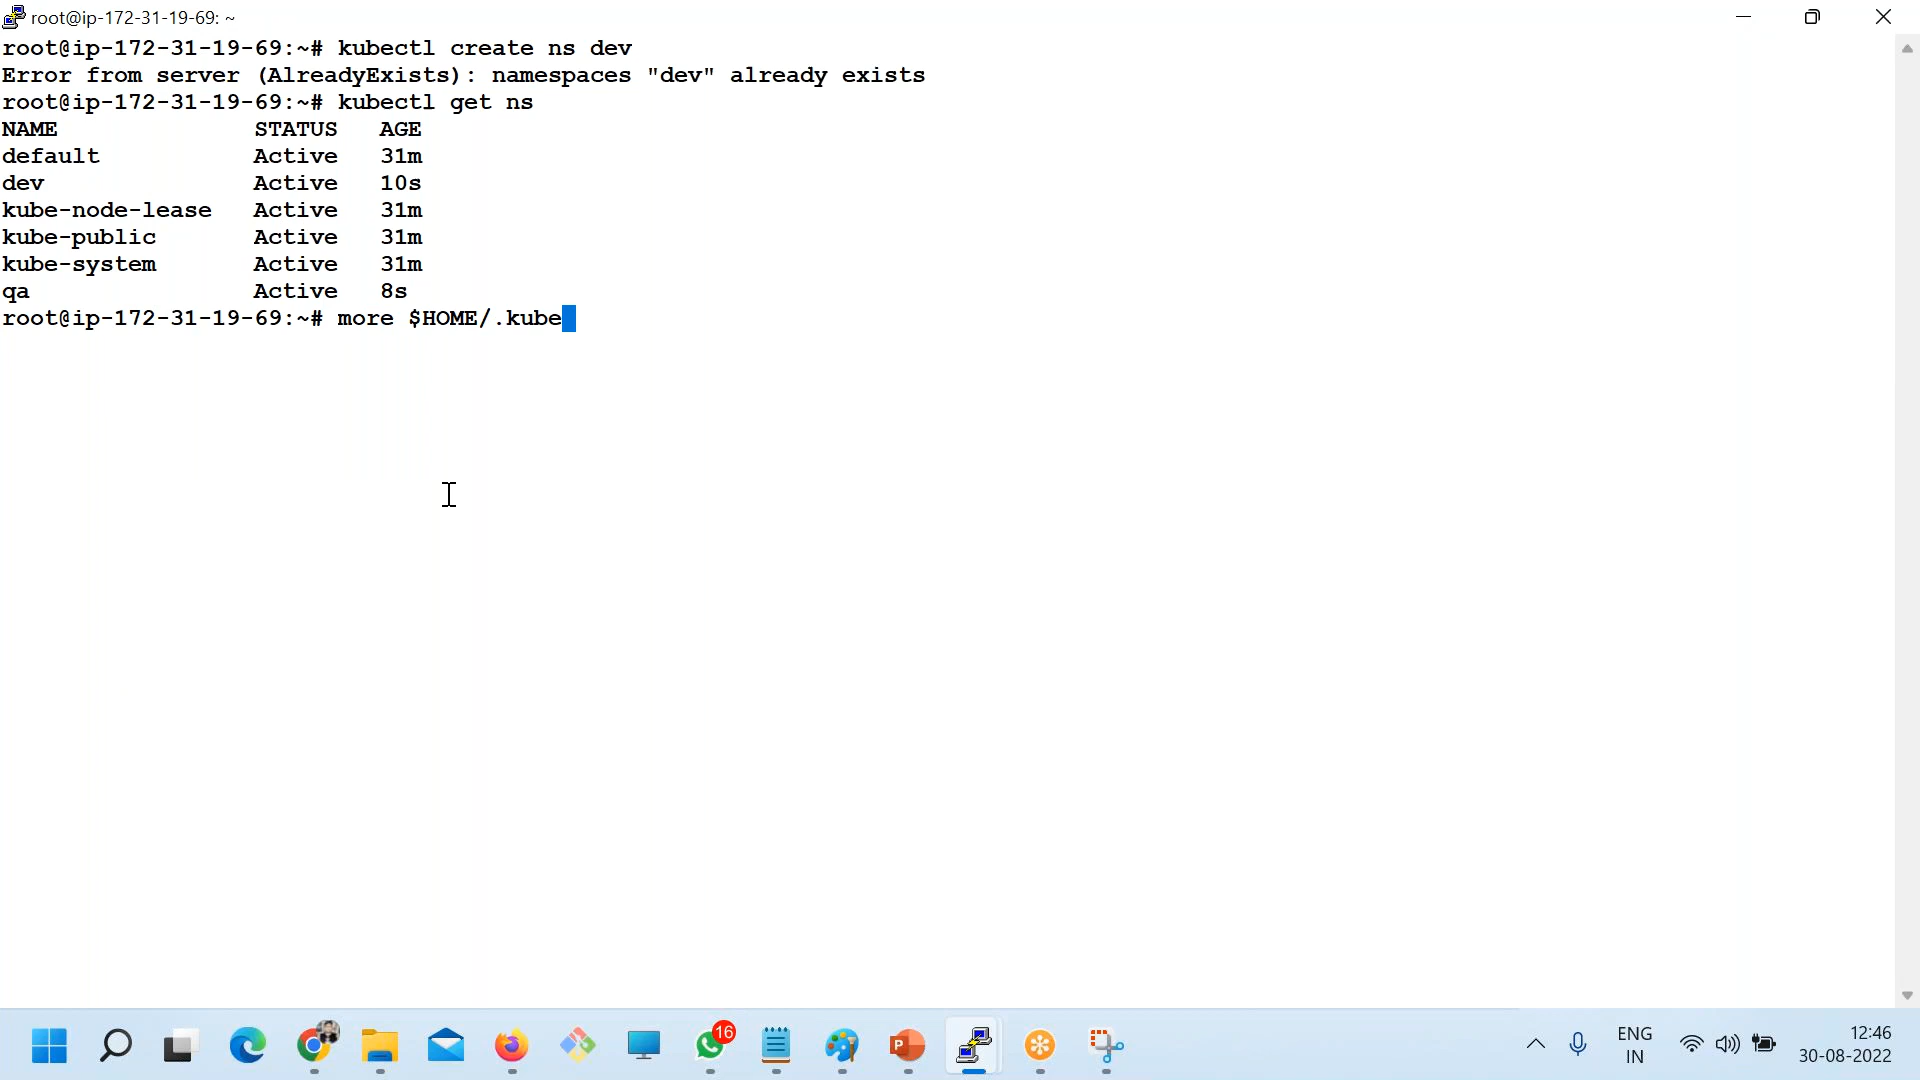 root@ip-172-31-19-69: ~
root@ip-172-31-19-69:~# kubectl create ns dev
Error from server (AlreadyExists): namespaces "dev" already exists
root@ip-172-31-19-69:~# kubectl get ns
NAME STATUS AGE
default Active 31m
dev Active 10s
kube-node-lease Active 31m
kube-public Active 31m
kube-system Active 31m
qa Active 8s
root@ip-172-31-19-69:~# more $HOME/.kube
16
P
ENG
IN
12:46
30-08-2022